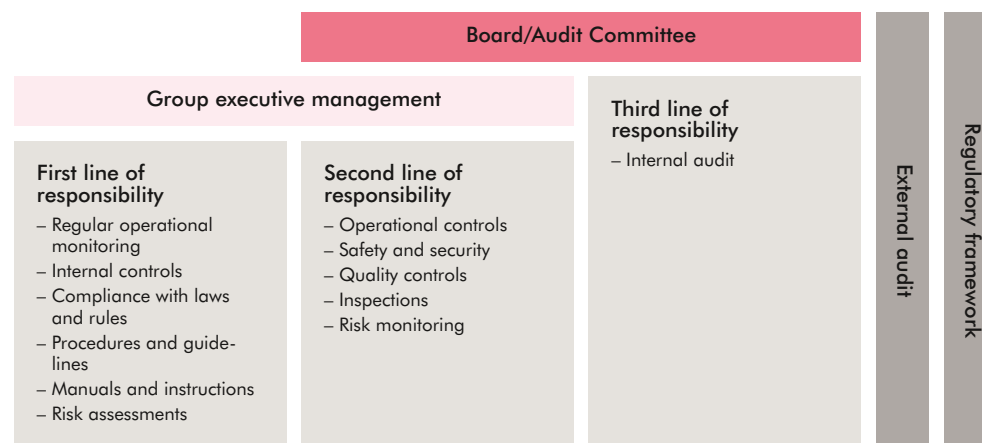 Board/Audit Committee
Group executive management
First line of
responsibility
– Regular operational
monitoring
– Internal controls
– Compliance with laws
and rules
– Procedures and guide-
lines
– Manuals and instructions
– Risk assessments
Second line of
responsibility
– Operational controls
– Safety and security
– Quality controls
– Inspections
– Risk monitoring
Third line of
responsibility
– Internal audit
External audit
Regulatory framework